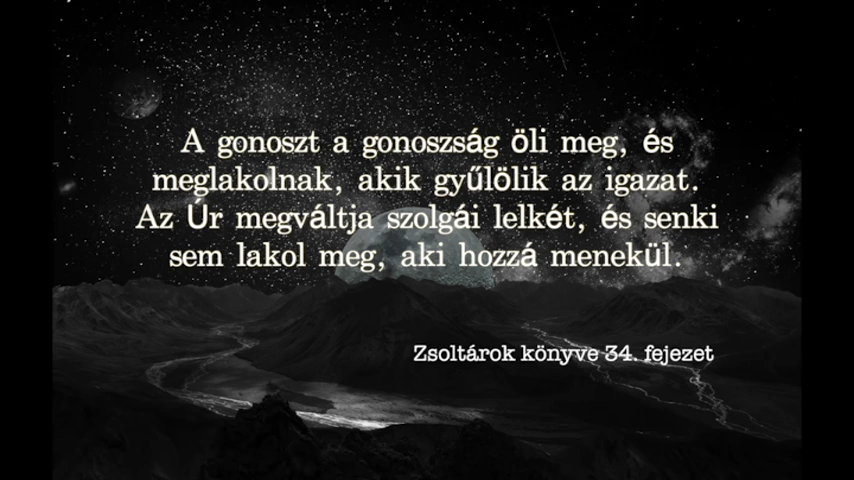 A gonoszt a gonoszság öli meg, és
meglakolnak, akik gyűlölik az igazat.
Az Úr megváltja szolgái lelkét, és senki
sem lakol meg, aki hozzá menekül.
Zsoltárok könyve 34. fejezet